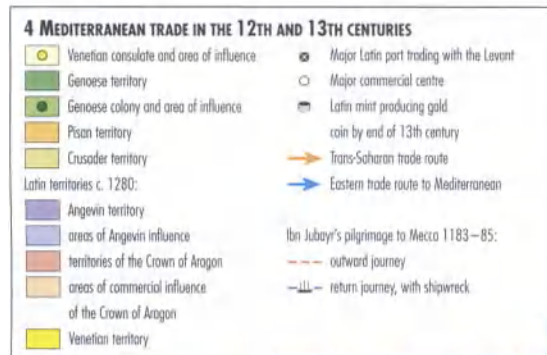 4 MEDITERRANEAN TRADE IN THE 12TH AND 13TH CENTURIES
Venetian consulate and area of influence
Genoese territory
Genoese colony and area of influence
Pisan territory
Crusader territory
Latin territories c. 1280:
Angevin territory
areas of Angevin influence
territories of the Crown of Aragon
areas of commercial influence
of the Crown of Aragon
Venetian territory
Major Latin port trading with the Levant
Major commercial centre
Latin mint producing gold
coin by end of 13th century
Trans-Saharan trade route
Eastern trade route to Mediterranean
Ibn Jubayr's pilgrimage to Mecca 1183–85:
outward journey
return journey, with shipwreck